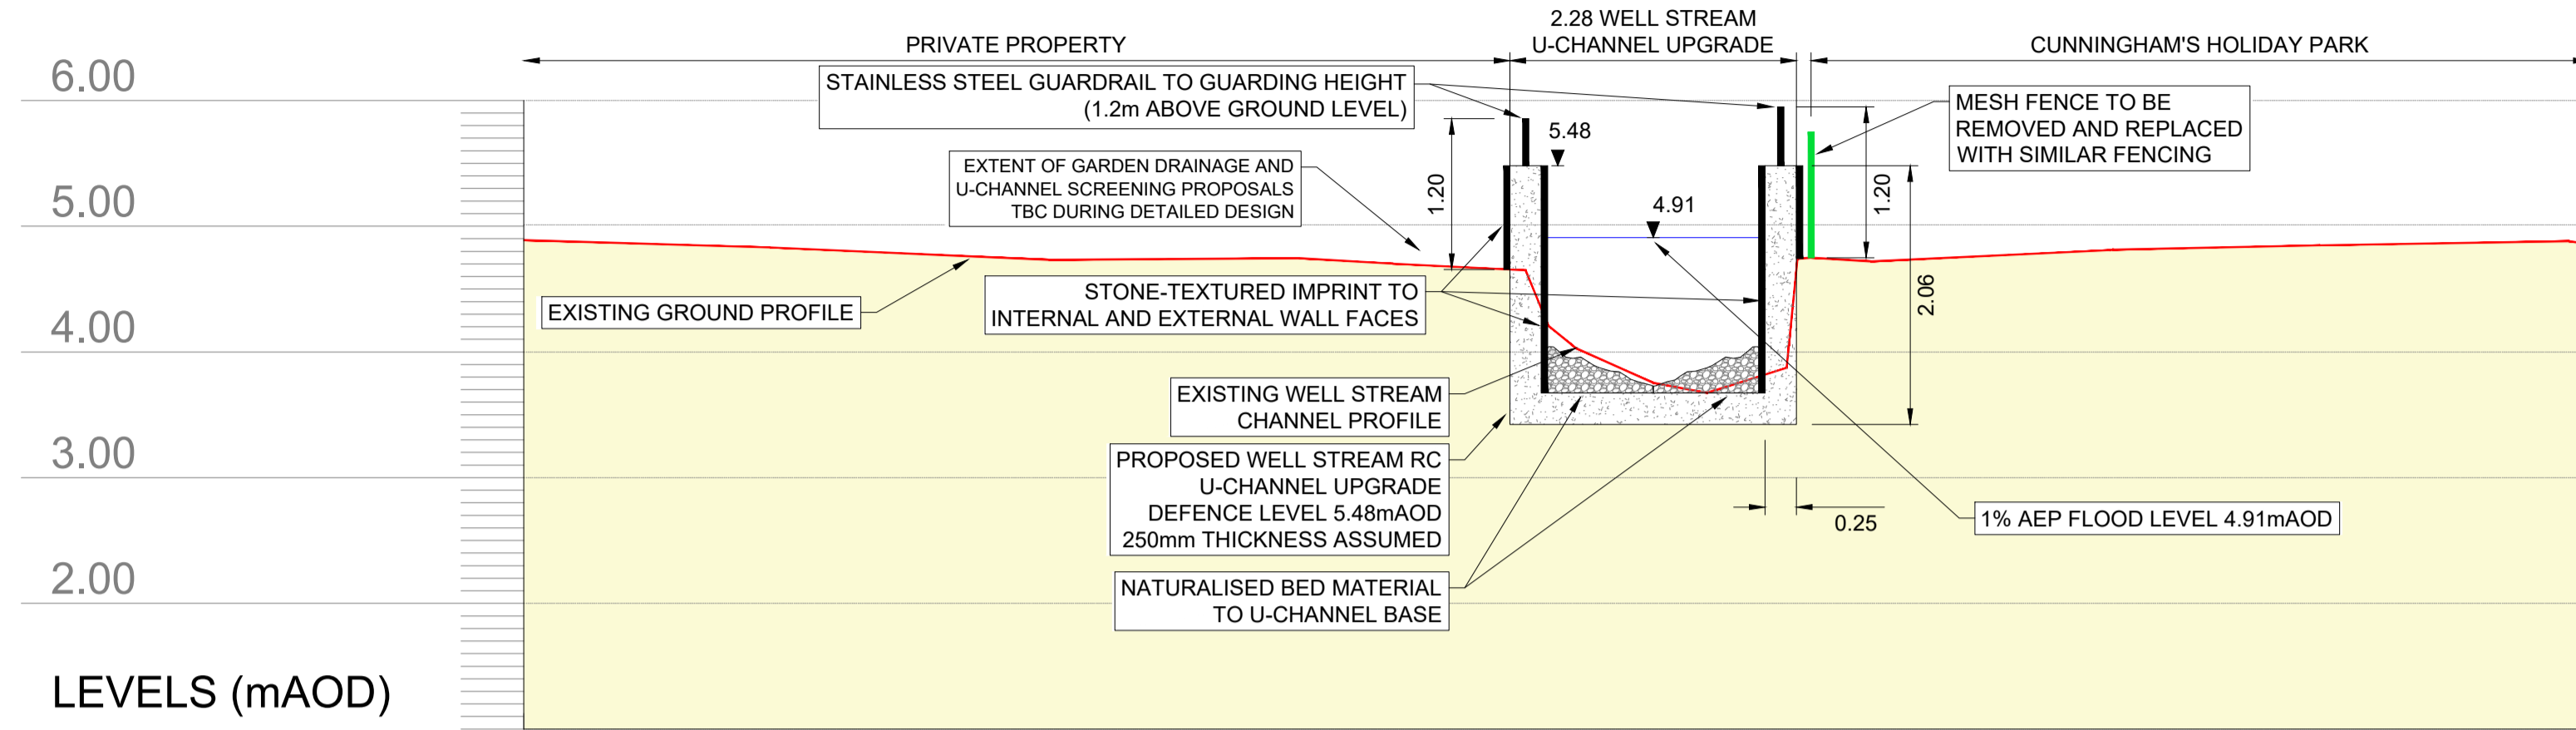 2.28 WELL STREAM
U-CHANNEL UPGRADE
PRIVATE PROPERTY
CUNNINGHAM'S HOLIDAY PARK
6.00
STAINLESS STEEL GUARDRAIL TO GUARDING HEIGHT
(1.2m ABOVE GROUND LEVEL)
MESH FENCE TO BE
REMOVED AND REPLACED
WITH SIMILAR FENCING
5.48
EXTENT OF GARDEN DRAINAGE AND
U-CHANNEL SCREENING PROPOSALS
TBC DURING DETAILED DESIGN
1.20
1.20
5.00
4.91
EXISTING GROUND PROFILE
STONE-TEXTURED IMPRINT TO
INTERNAL AND EXTERNAL WALL FACES
2.06
4.00
EXISTING WELL STREAM
CHANNEL PROFILE
3.00
PROPOSED WELL STREAM RC
U-CHANNEL UPGRADE
DEFENCE LEVEL 5.48mAOD
250mm THICKNESS ASSUMED
0.25
1% AEP FLOOD LEVEL 4.91mAOD
2.00
NATURALISED BED MATERIAL
TO U-CHANNEL BASE
LEVELS (mAOD)